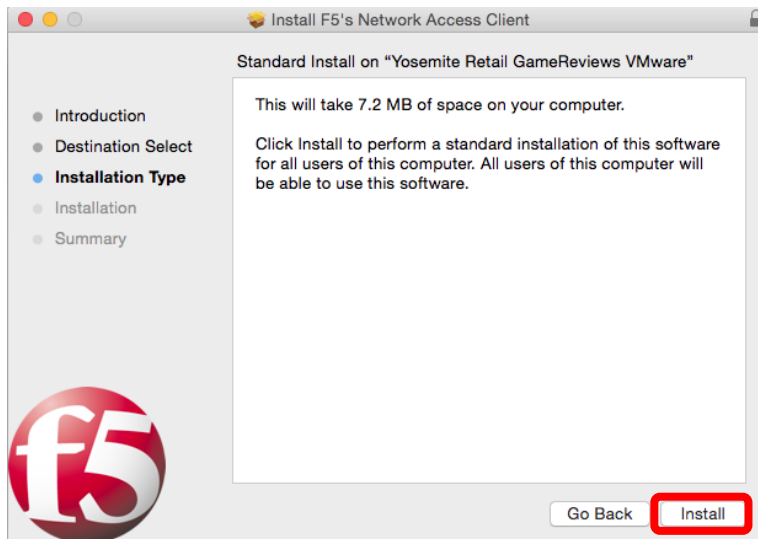 Install F5's Network Access Client
Standard Install on “Yosemite Retail GameReviews VMware”
Introduction
Destination Select
Installation Type
Installation
Summary
This will take 7.2 MB of space on your computer.
Click Install to perform a standard installation of this software
for all users of this computer. All users of this computer will
be able to use this software.
f5
Go Back
Install